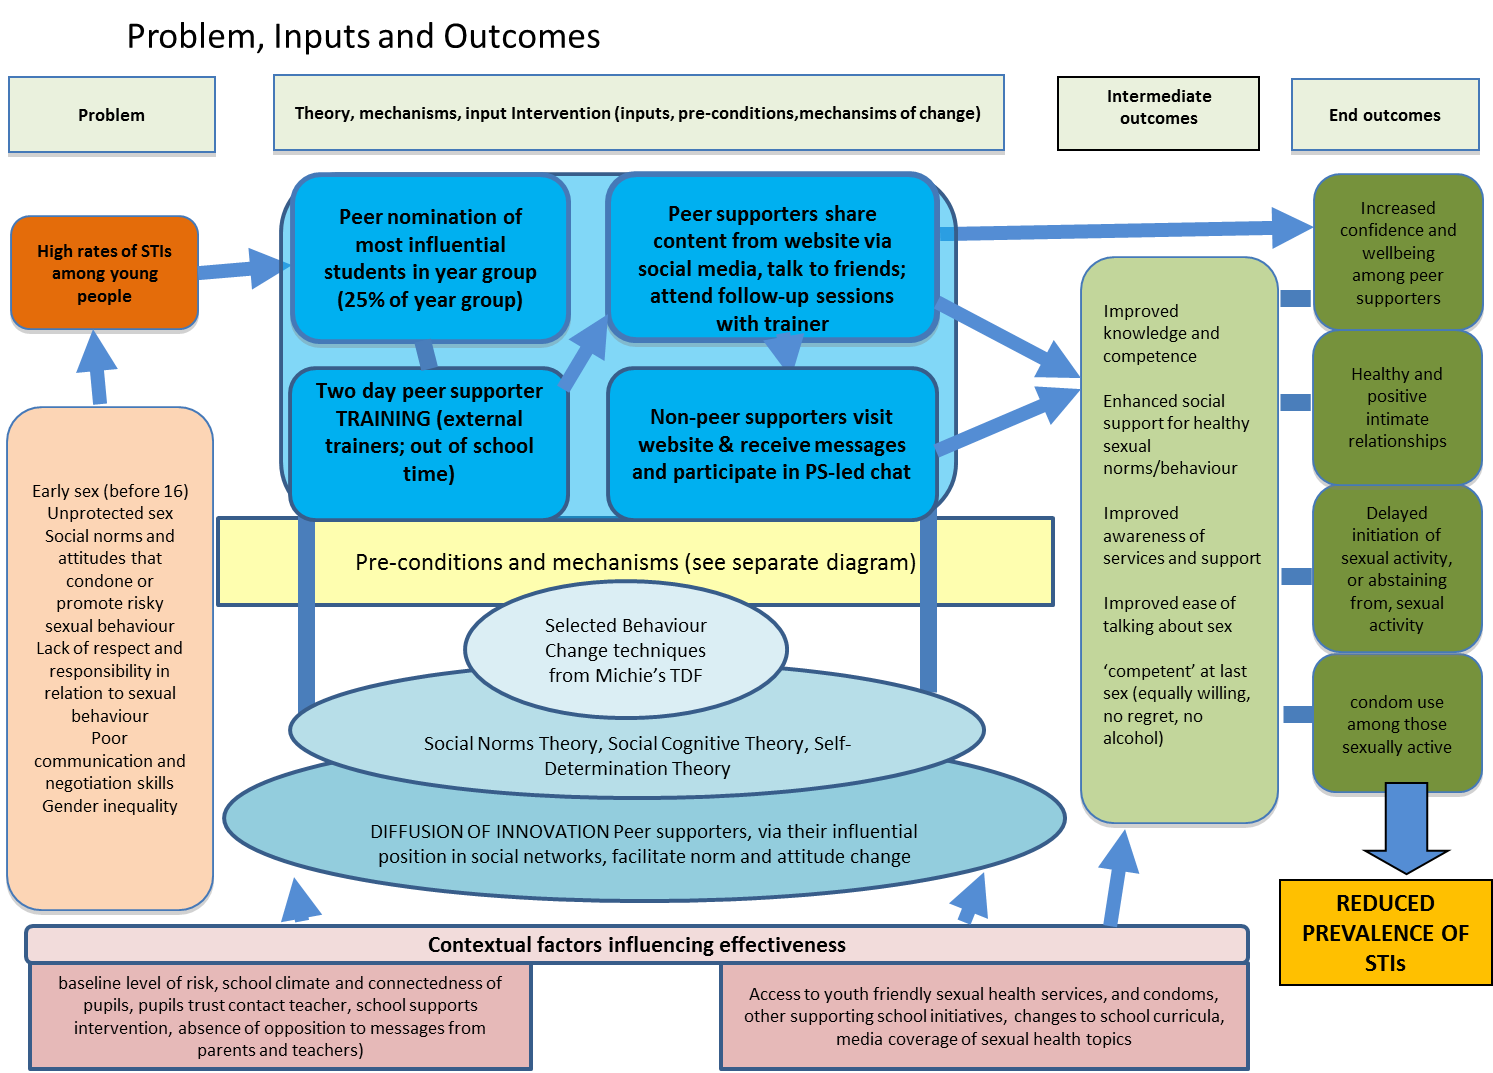 Problem, Inputs and Outcomes
Problem
Theory, mechanisms, input Intervention (inputs, pre-conditions,mechansims of change)
Intermediate
outcomes
End outcomes
High rates of STIs
among young
people
Early sex (before 16)
Unprotected sex
Social norms and
attitudes that
condone or
promote risky
sexual behaviour
Lack of respect and
responsibility in
relation to sexual
behaviour
Poor
communication and
negotiation skills
Gender inequality
Peer nomination of
most influential
students in year group
(25% of year group)
Two day peer supporter
TRAINING (external
trainers; out of school
time)
Peer supporters share
content from website via
social media, talk to friends;
attend follow-up sessions
with trainer
Non-peer supporters visit
website & receive messages
and participate in PS-led chat
Pre-conditions and mechanisms (see separate diagram)
Selected Behaviour
Change techniques
from Michie’s TDF
Social Norms Theory, Social Cognitive Theory, Self-
Determination Theory
DIFFUSION OF INNOVATION Peer supporters, via their influential
position in social networks, facilitate norm and attitude change
Improved
knowledge and
competence
Enhanced social
support for healthy
sexual
norms/behaviour
Improved
awareness of
services and support
Improved ease of
talking about sex
‘competent’ at last
sex (equally willing,
no regret, no
alcohol)
Increased
confidence and
wellbeing
among peer
supporters
Healthy and
positive
intimate
relationships
Delayed
initiation of
sexual activity,
or abstaining
from, sexual
activity
condom use
among those
sexually active
REDUCED
PREVALENCE OF
STIs
Contextual factors influencing effectiveness
baseline level of risk, school climate and connectedness of
pupils, pupils trust contact teacher, school supports
intervention, absence of opposition to messages from
parents and teachers)
Access to youth friendly sexual health services, and condoms,
other supporting school initiatives, changes to school curricula,
media coverage of sexual health topics